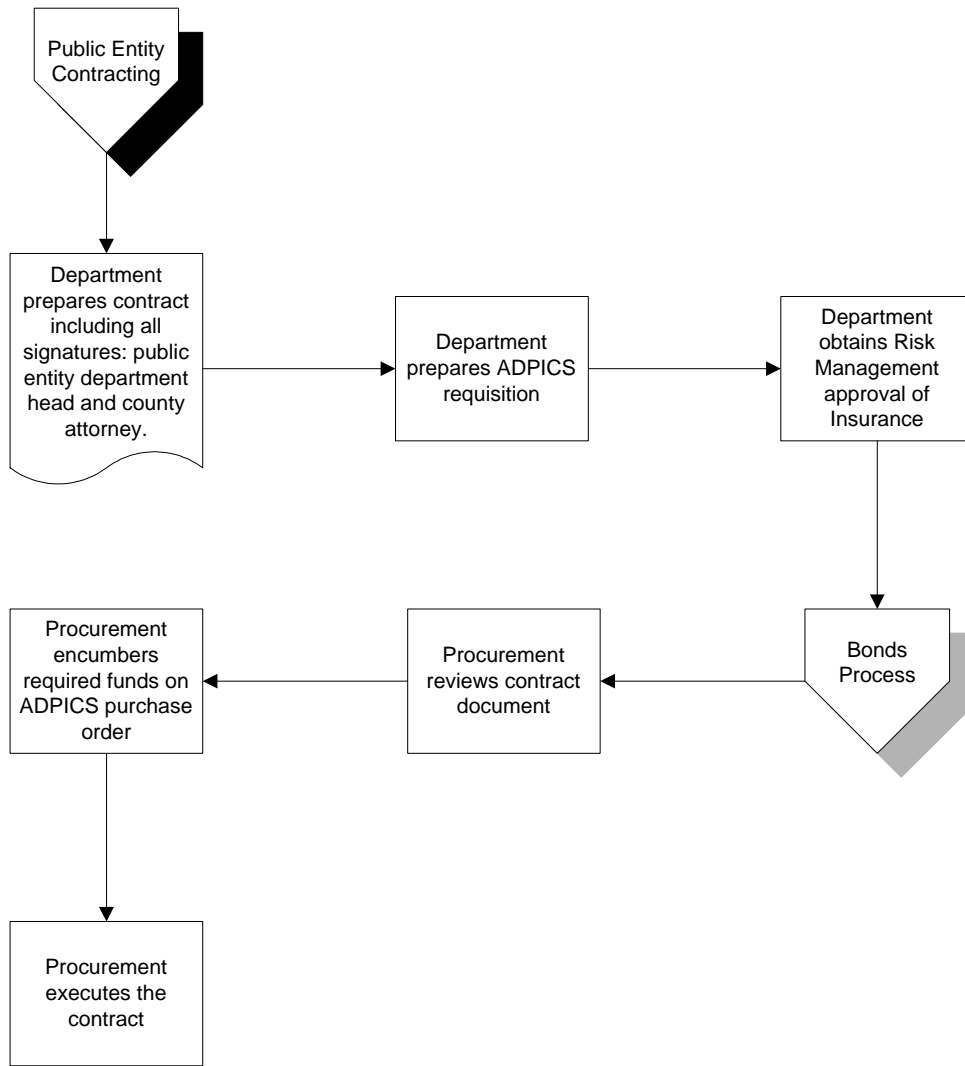 Public Entity
Contracting
Department
prepares contract
including all
signatures: public
entity department
head and county
attorney.
Department
prepares ADPICS
requisition
Department
obtains Risk
Management
approval of
Insurance
Bonds
Process
Procurement
reviews contract
document
Procurement
encumbers
required funds on
ADPICS purchase
order
Procurement
executes the
contract